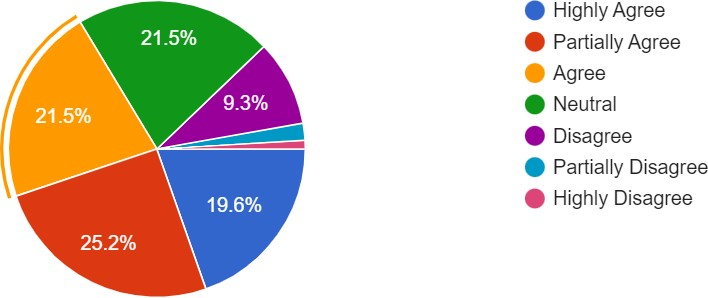 21.5%
9.3%
21.5%
19.6%
25.2%
Highly Agree
Partially Agree
Agree
Neutral
Disagree
Partially Disagree
Highly Disagree